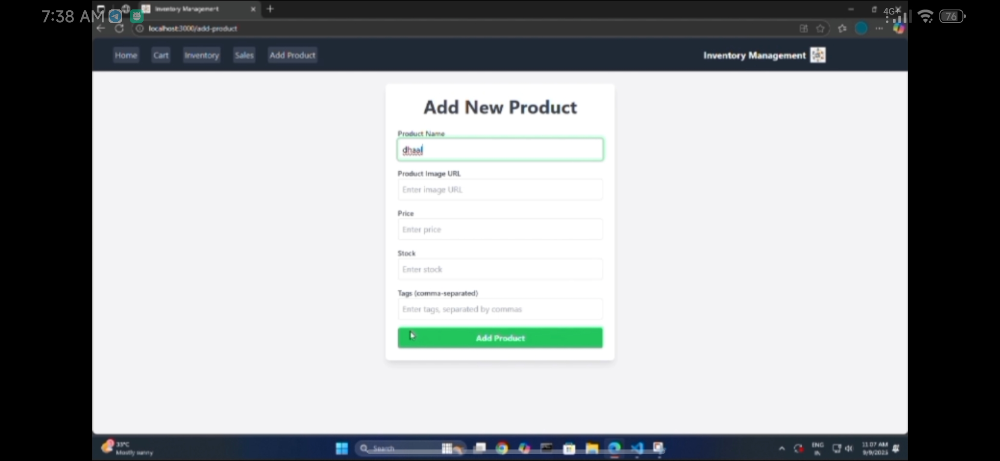 7:38 AM
4G+
76
Inventory Management
localhost:3000/add-product
Home
Cart
Inventory
Sales
Add Product
Inventory Management
Add New Product
Product Name
dhaal
Product Image URL
Enter image URL
Price
Enter price
Stock
Enter stock
Tags (comma-separated)
Enter tags, separated by commas
Add Product
33°C
Mostly sunny
Search
ENG
IN
11:07 AM
9/9/2025